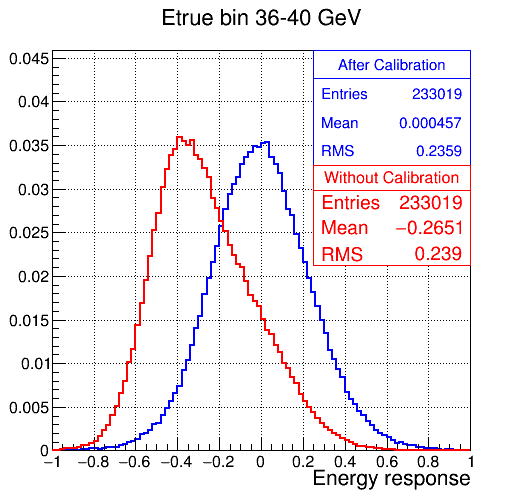 Etrue bin 36-40 GeV
After Calibration
Entries 233019
Mean 0.000457
RMS 0.2359
Without Calibration
Entries 233019
Mean −0.2651
RMS 0.239
0.045
0.04
0.035
0.03
0.025
0.02
0.015
0.01
0.005
0
−1 −0.8 −0.6 −0.4 −0.2 0 0.2 0.4 0.6 0.8 1
Energy response